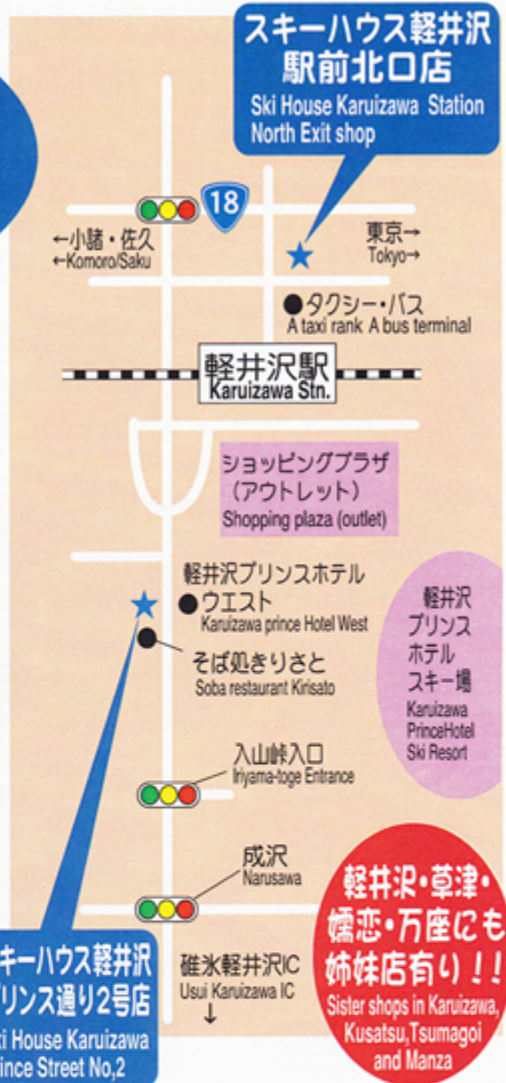 スキーハウス軽井沢
駅前北口店
Ski House Karuizawa Station
North Exit shop
18
←小諸・佐久
←Komoro/Saku
東京→
Tokyo→
●タクシー・バス
A taxi rank A bus terminal
軽井沢駅
Karuizawa Stn.
ショッピングプラザ
（アウトレット）
Shopping plaza (outlet)
軽井沢プリンスホテル
●ウエスト
Karuizawa prince Hotel West
そば処きりさと
Soba restaurant Kirisato
軽井沢
プリンス
ホテル
スキー場
Karuizawa
PrinceHotel
Ski Resort
入山峠入口
Iriyama-toge Entrance
成沢
Narusawa
碓氷軽井沢IC
Usui Karuizawa IC
↓
キーハウス軽井沢
プリンス通り2号店
ki House Karuizawa
ince Street No,2
軽井沢・草津・
嬬恋・万座にも
姉妹店有り！！
Sister shops in Karuizawa,
Kusatsu,Tsumagoi
and Manza